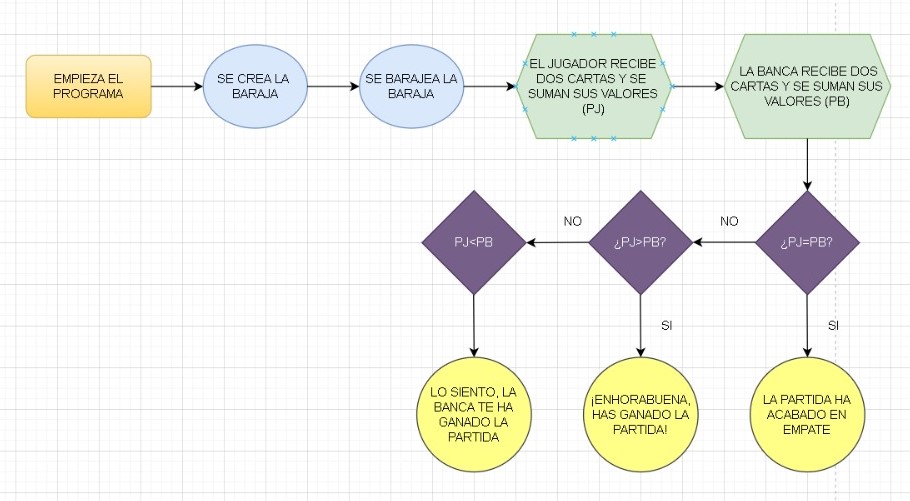 EMPIEZA EL
PROGRAMA
SE CREA LA
BARAJA
SE BARAJEA LA
BARAJA
EL JUGADOR RECIBE
DOS CARTAS Y SE
SUMAN SUS VALORES
(PJ)
LA BANCA RECIBE DOS
CARTAS Y SE SUMAN SUS
VALORES (PB)
¿PJ=PB?
NO
¿PJ>PB?
NO
PJ<PB
SI
SI
LA PARTIDA HA
ACABADO EN
EMPATE
¡ENHORABUENA,
HAS GANADO LA
PARTIDA!
LO SIENTO, LA
BANCA TE HA
GANADO LA
PARTIDA